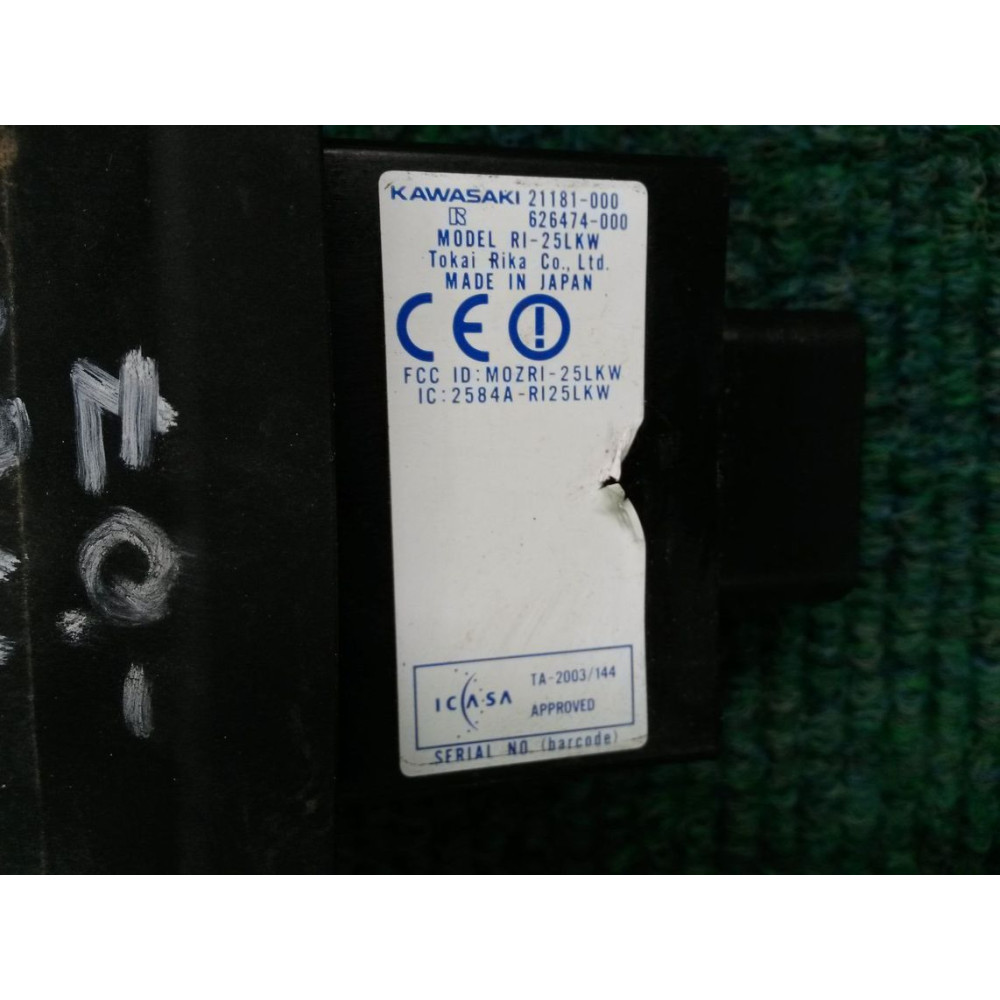 KAWASAKI 21181-000
R 626474-000
MODEL RI-25LKW
Tokai Rika Co., Ltd.
MADE IN JAPAN
CE
FCC ID:MOZRI-25LKW
IC:2584A-RI25LKW
ICASA TA-2003/144
APPROVED
SERIAL NO. (barcode)